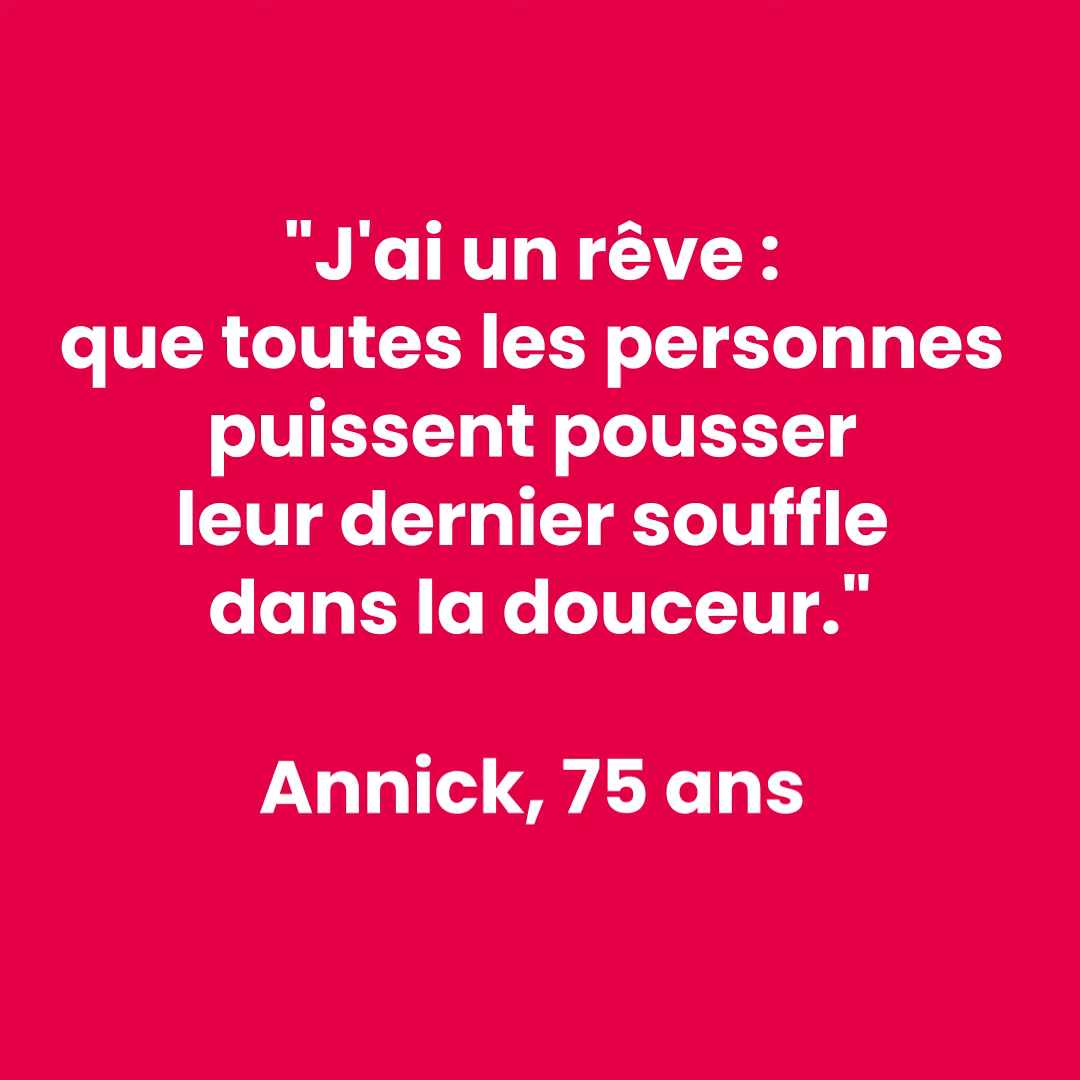 "J'ai un rêve :
que toutes les personnes
puissent pousser
leur dernier souffle
dans la douceur."
Annick, 75 ans